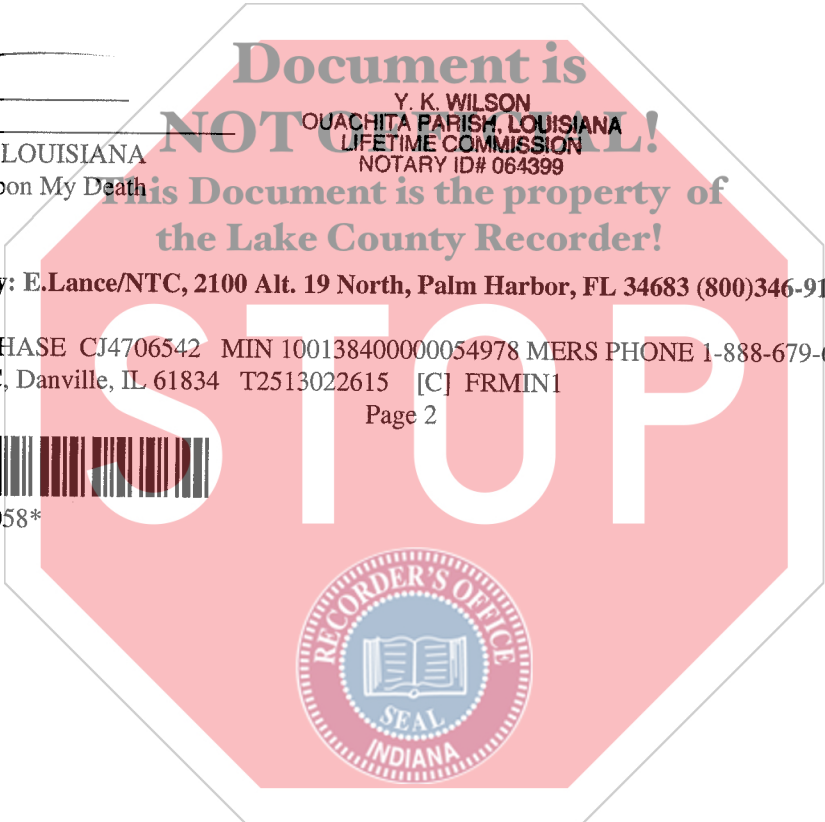 Document is
Y. K. WILSON
NOT OFFICIAL!
OUACHITA PARISH, LOUISIANA
LIFETIME COMMISSION
LOUISIANA
NOTARY ID# 064399
on My Death
This Document is the property of
the Lake County Recorder!
y: E.Lance/NTC, 2100 Alt. 19 North, Palm Harbor, FL 34683 (800)346-91
HASE CJ4706542 MIN 100138400000054978 MERS PHONE 1-888-679-
, Danville, IL 61834 T2513022615 [C] FRMIN1
Page 2
STOP
58*
RECORDER'S OFFICE
SEAL
INDIANA